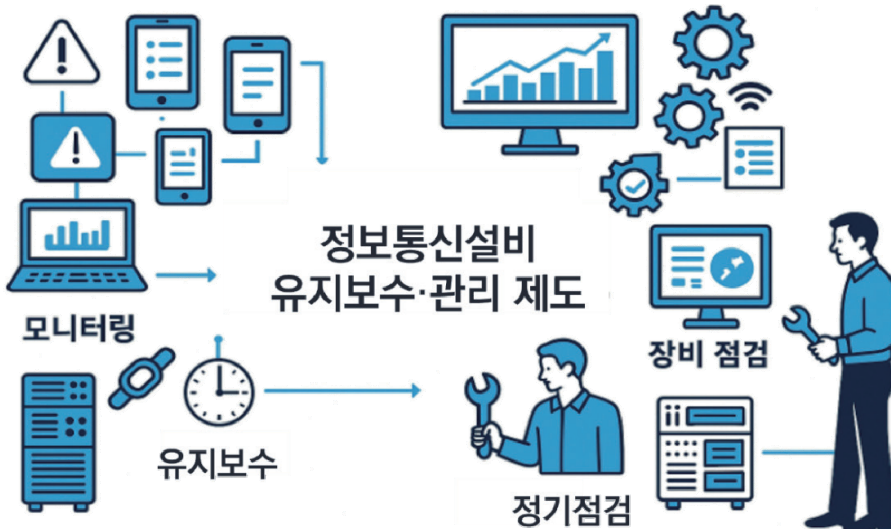 정보통신설비
유지보수·관리 제도
모니터링
장비 점검
유지보수
정기점검